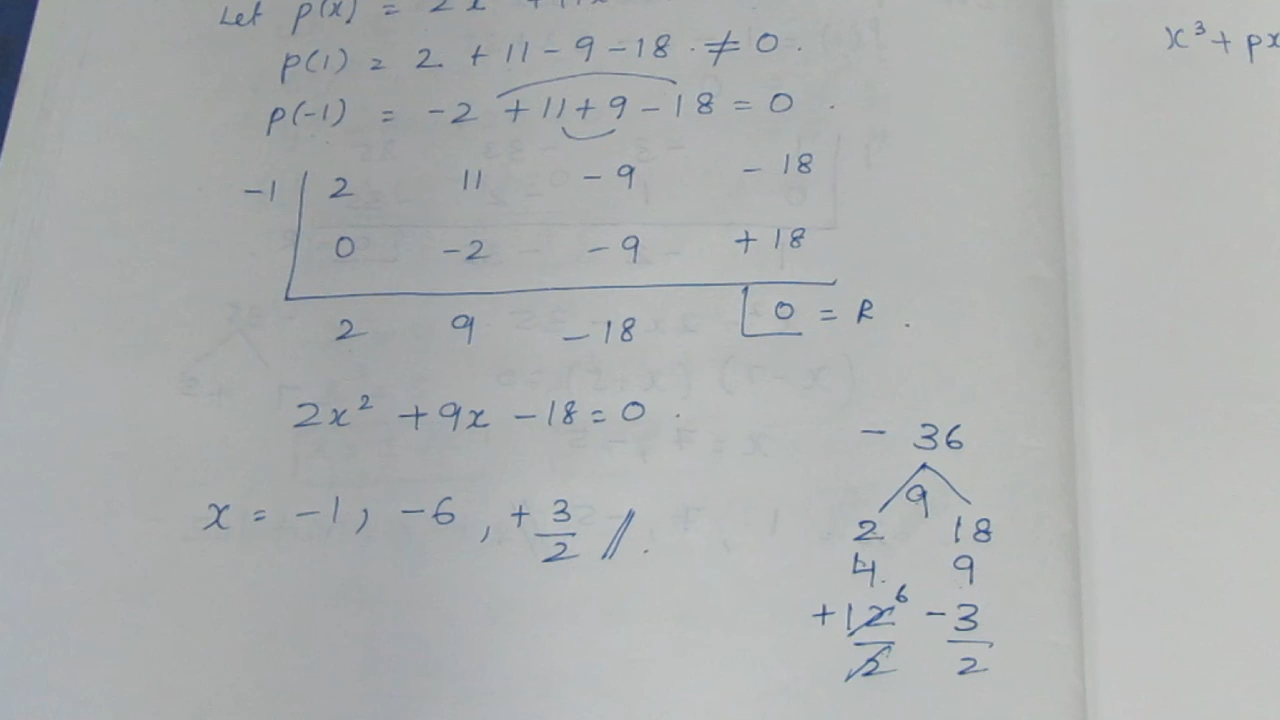 Let p(x) =
p(1) = 2 + 11 - 9 - 18 ≠ 0.
p(-1) = -2 + 11 + 9 - 18 = 0.
-1 | 2 11 -9 -18
0 -2 -9 +18
2 9 -18 0 = R.
2x² + 9x - 18 = 0.
x = -1, -6, +3/2 //.
- 36
9
2 18
4 9
+12 6 -3
2 2
x³ + px